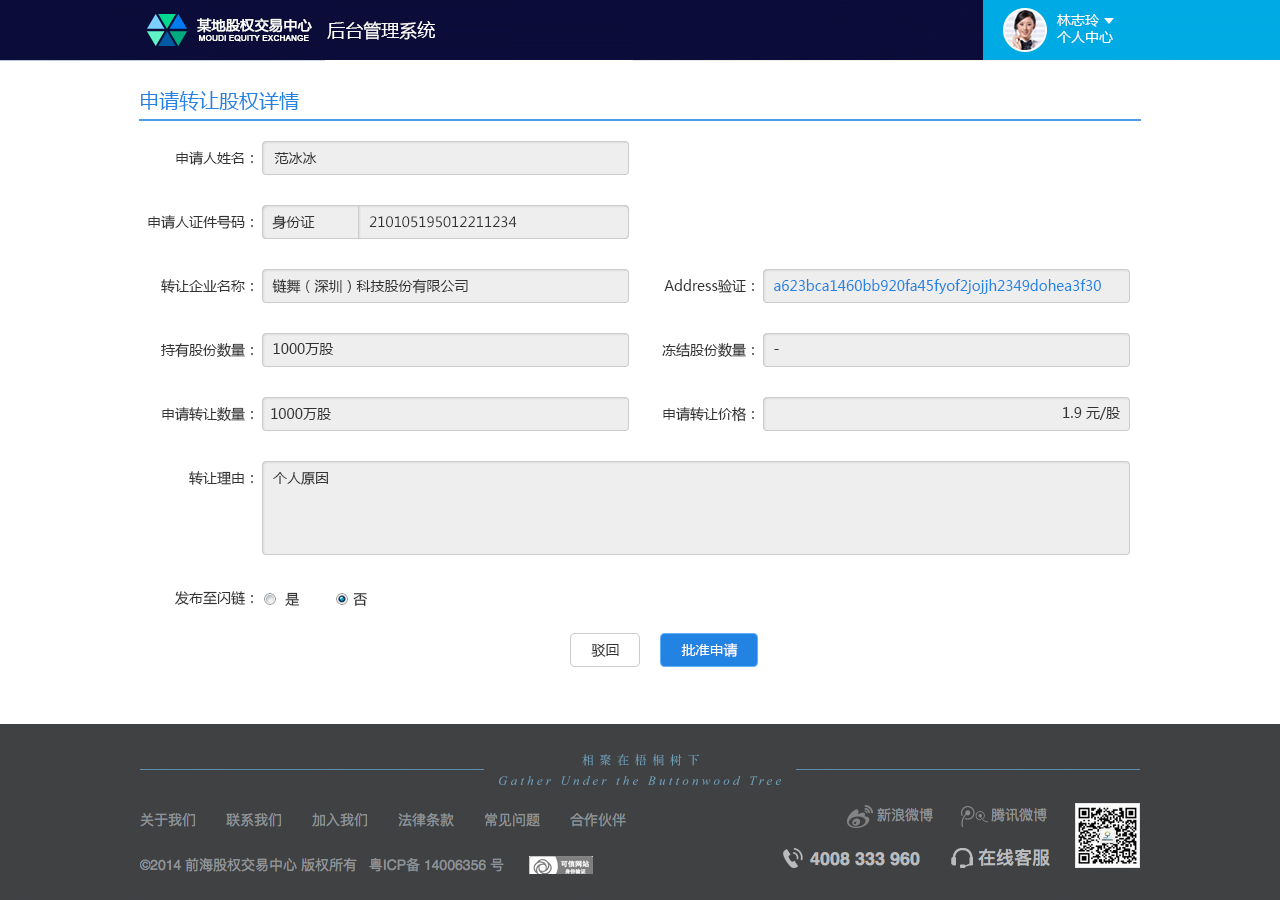 某地股权交易中心 后台管理系统
MOUDI EQUITY EXCHANGE
林志玲
个人中心
申请转让股权详情
申请人姓名： 范冰冰
申请人证件号码： 身份证 210105195012211234
转让企业名称： 链舞（深圳）科技股份有限公司 Address验证： a623bca1460bb920fa45fyof2jojjh2349dohea3f30
持有股份数量： 1000万股 冻结股份数量： -
申请转让数量： 1000万股 申请转让价格： 1.9 元/股
转让理由： 个人原因
发布至闪链： 是 否
驳回 批准申请
相聚在梧桐树下
Gather Under the Buttonwood Tree
关于我们 联系我们 加入我们 法律条款 常见问题 合作伙伴 新浪微博 腾讯微博
©2014 前海股权交易中心 版权所有 粤ICP备 14006356 号 可信网站 4008 333 960 在线客服
身份验证